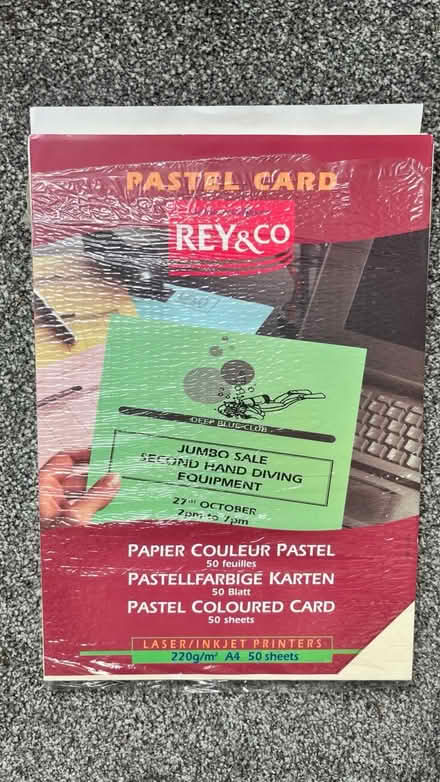 PASTEL CARD
REY&CO
DEEP BLUE CLUB
JUMBO SALE
SECOND HAND DIVING
EQUIPMENT
27TH OCTOBER
2pm to 7pm
PAPIER COULEUR PASTEL
50 feuilles
PASTELLFARBIGE KARTEN
50 Blatt
PASTEL COLOURED CARD
50 sheets
LASER/INKJET PRINTERS
220g/m² A4 50 sheets